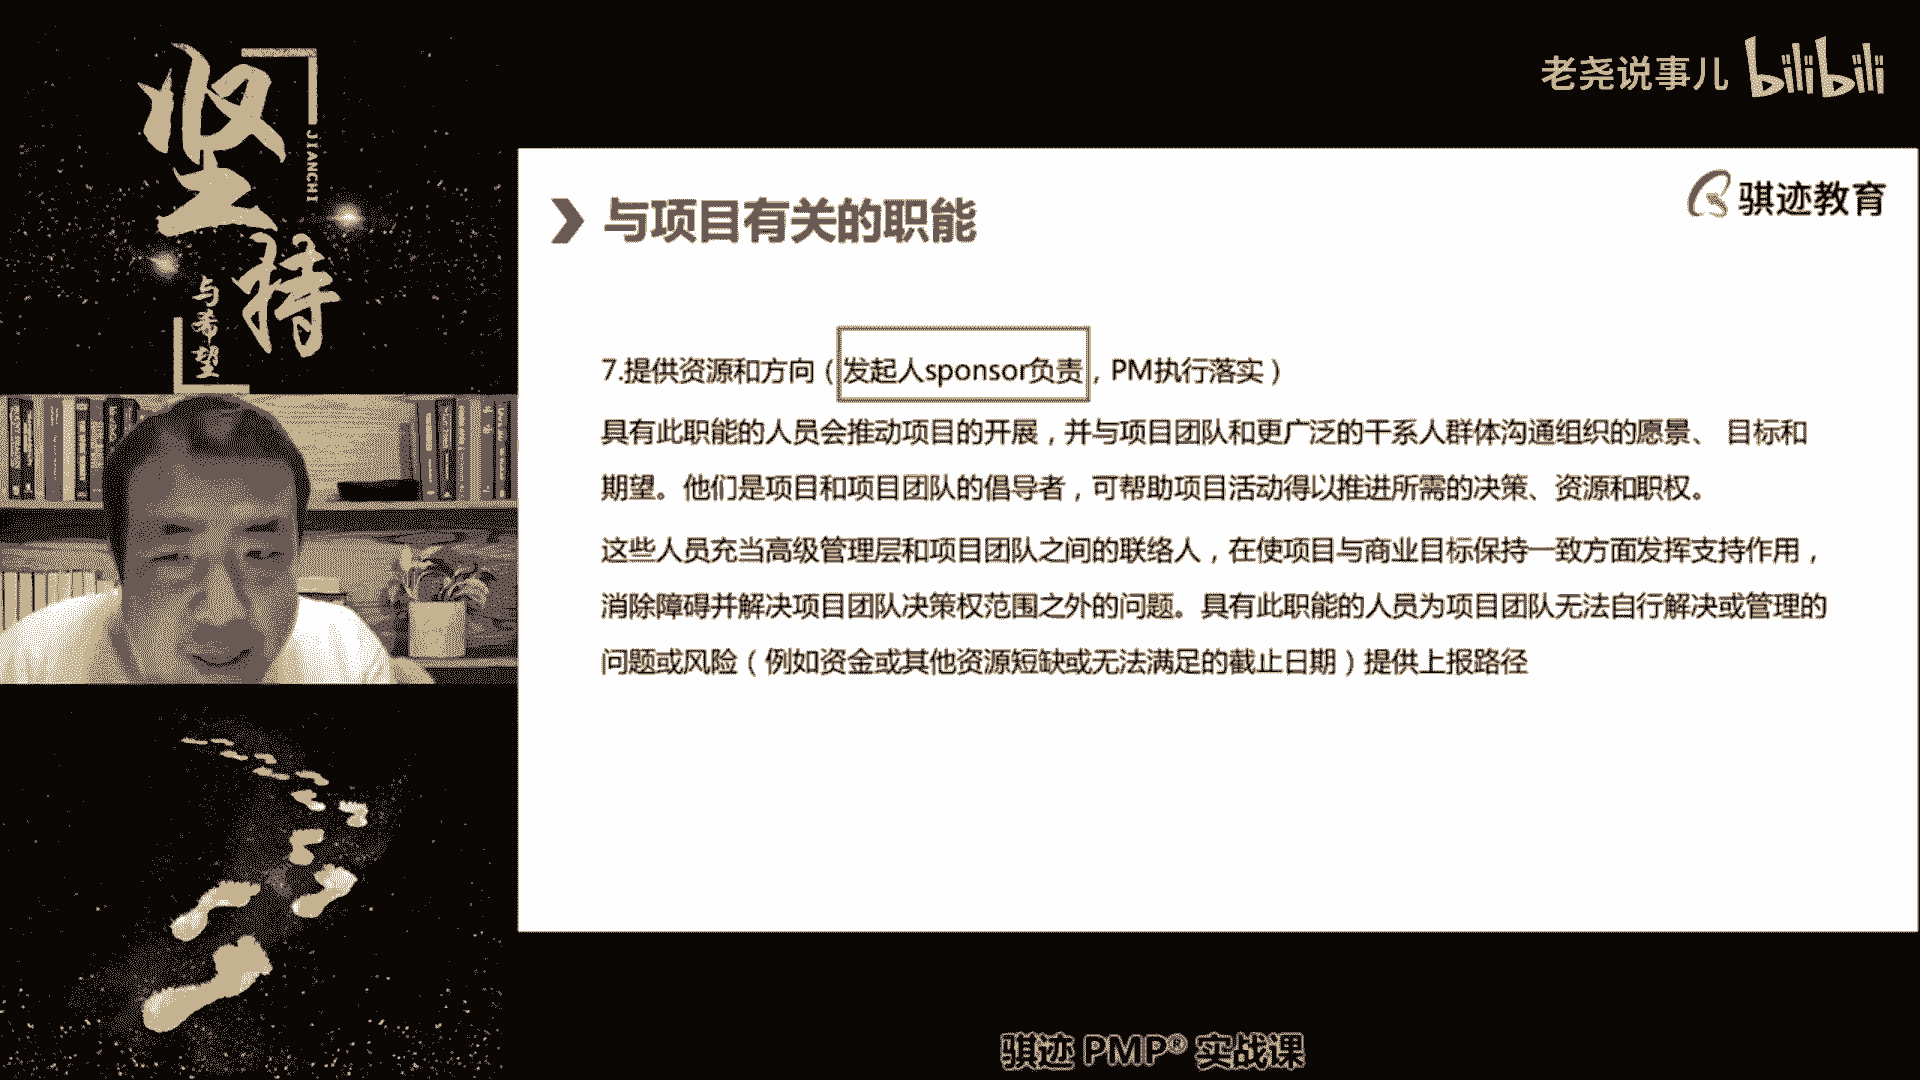 坚持
JIANCHI
与希望
老尧说事儿 bilibili
骐迹教育
与项目有关的职能
7.提供资源和方向（发起人sponsor负责，PM执行落实）
具有此职能的人员会推动项目的开展，并与项目团队和更广泛的干系人群体沟通组织的愿景、 目标和
期望。他们是项目和项目团队的倡导者，可帮助项目活动得以推进所需的决策、资源和职权。
这些人员充当高级管理层和项目团队之间的联络人，在使项目与商业目标保持一致方面发挥支持作用，
消除障碍并解决项目团队决策权范围之外的问题。具有此职能的人员为项目团队无法自行解决或管理的
问题或风险（例如资金或其他资源短缺或无法满足的截止日期）提供上报路径
骐迹 PMP® 实战课